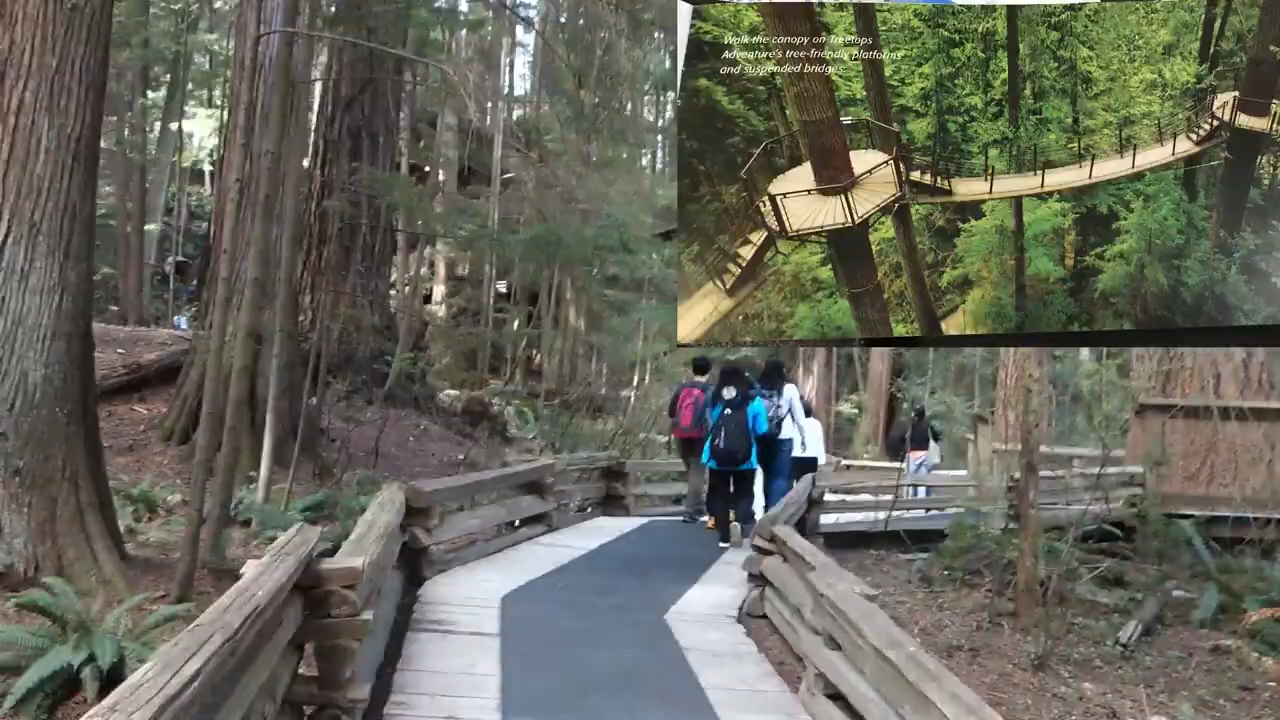 Walk the canopy on Treetops
Adventure's tree-friendly platforms
and suspended bridges.